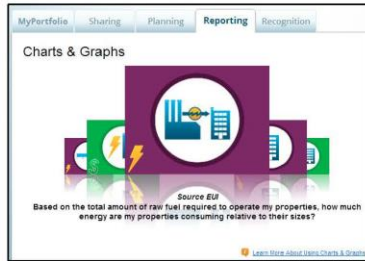 MyPortfolio Sharing Planning Reporting Recognition
Charts & Graphs
Source EUI
Based on the total amount of raw fuel required to operate my properties, how much
energy are my properties consuming relative to their sizes?
Learn More About Using Charts & Graphs